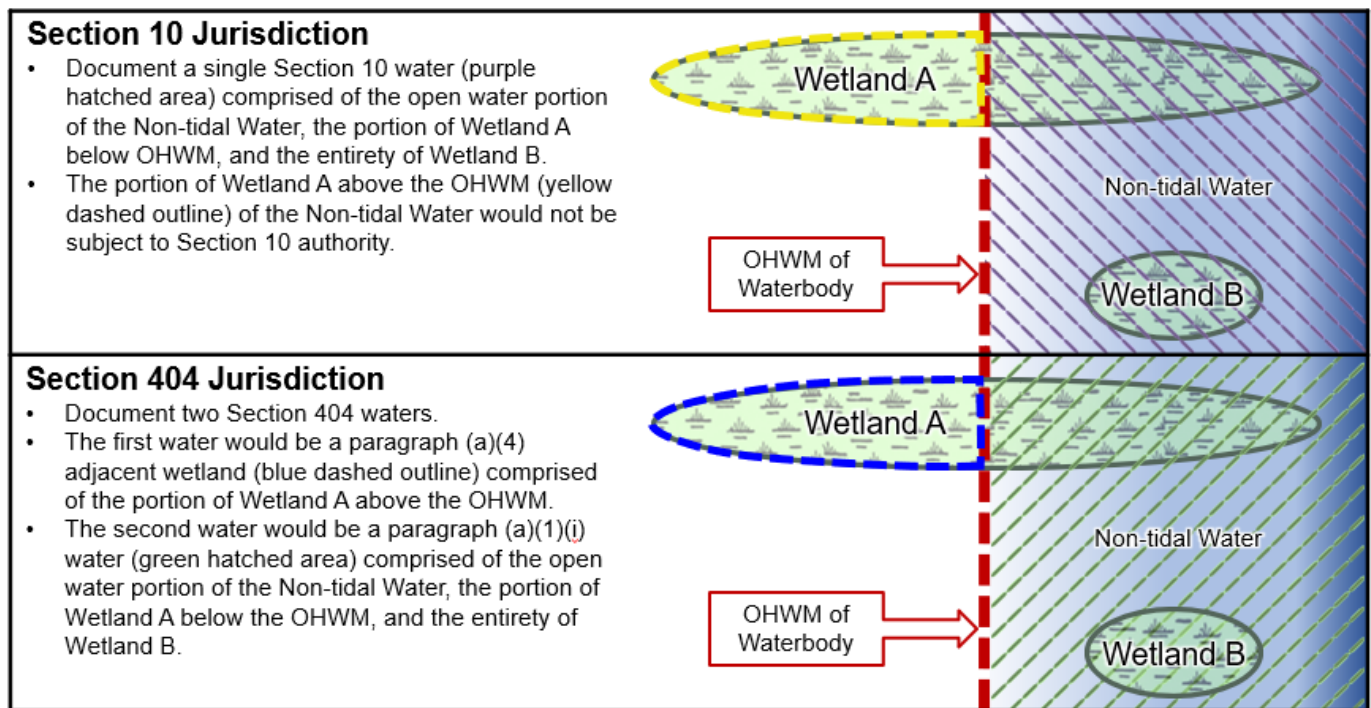 Section 10 Jurisdiction
• Document a single Section 10 water (purple
hatched area) comprised of the open water portion
of the Non-tidal Water, the portion of Wetland A
below OHWM, and the entirety of Wetland B.
• The portion of Wetland A above the OHWM (yellow
dashed outline) of the Non-tidal Water would not be
subject to Section 10 authority.
Wetland A
Non-tidal Water
OHWM of
Waterbody
Wetland B
Section 404 Jurisdiction
• Document two Section 404 waters.
• The first water would be a paragraph (a)(4)
adjacent wetland (blue dashed outline) comprised
of the portion of Wetland A above the OHWM.
• The second water would be a paragraph (a)(1)(i)
water (green hatched area) comprised of the open
water portion of the Non-tidal Water, the portion of
Wetland A below the OHWM, and the entirety of
Wetland B.
Wetland A
Non-tidal Water
OHWM of
Waterbody
Wetland B